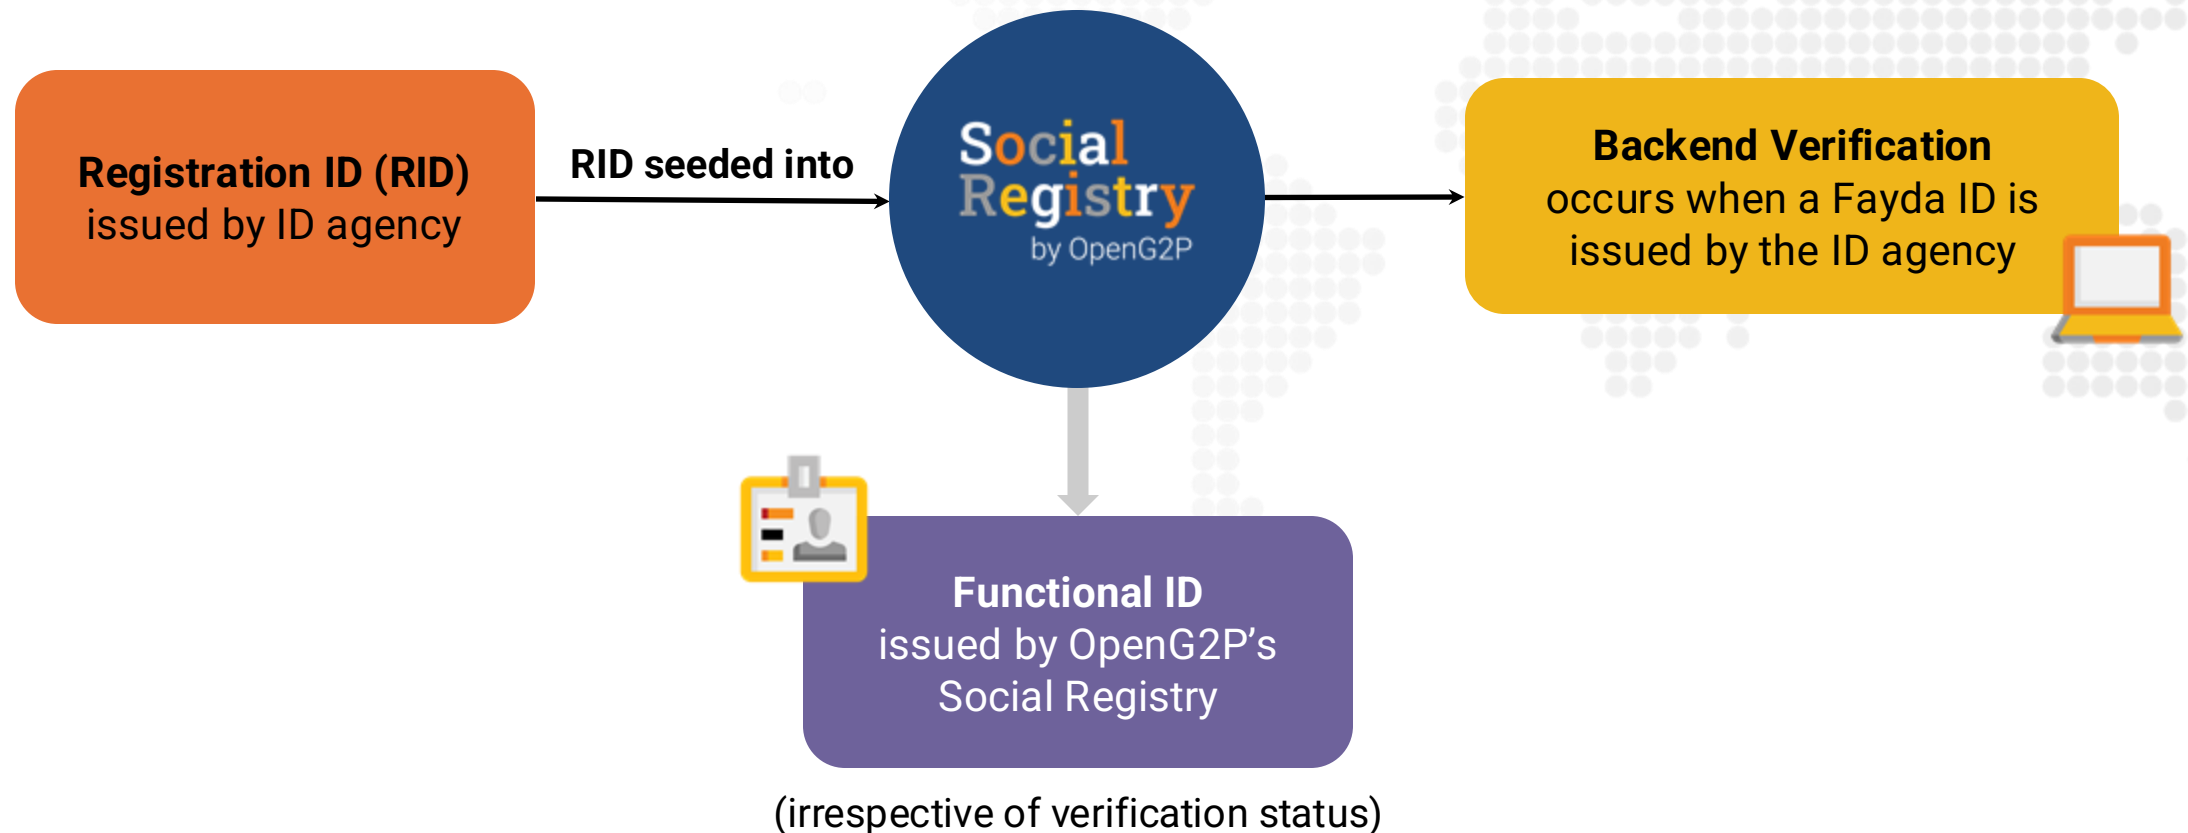 Registration ID (RID)
issued by ID agency
RID seeded into
Social
Registry
by OpenG2P
Backend Verification
occurs when a Fayda ID is
issued by the ID agency
Functional ID
issued by OpenG2P’s
Social Registry
(irrespective of verification status)